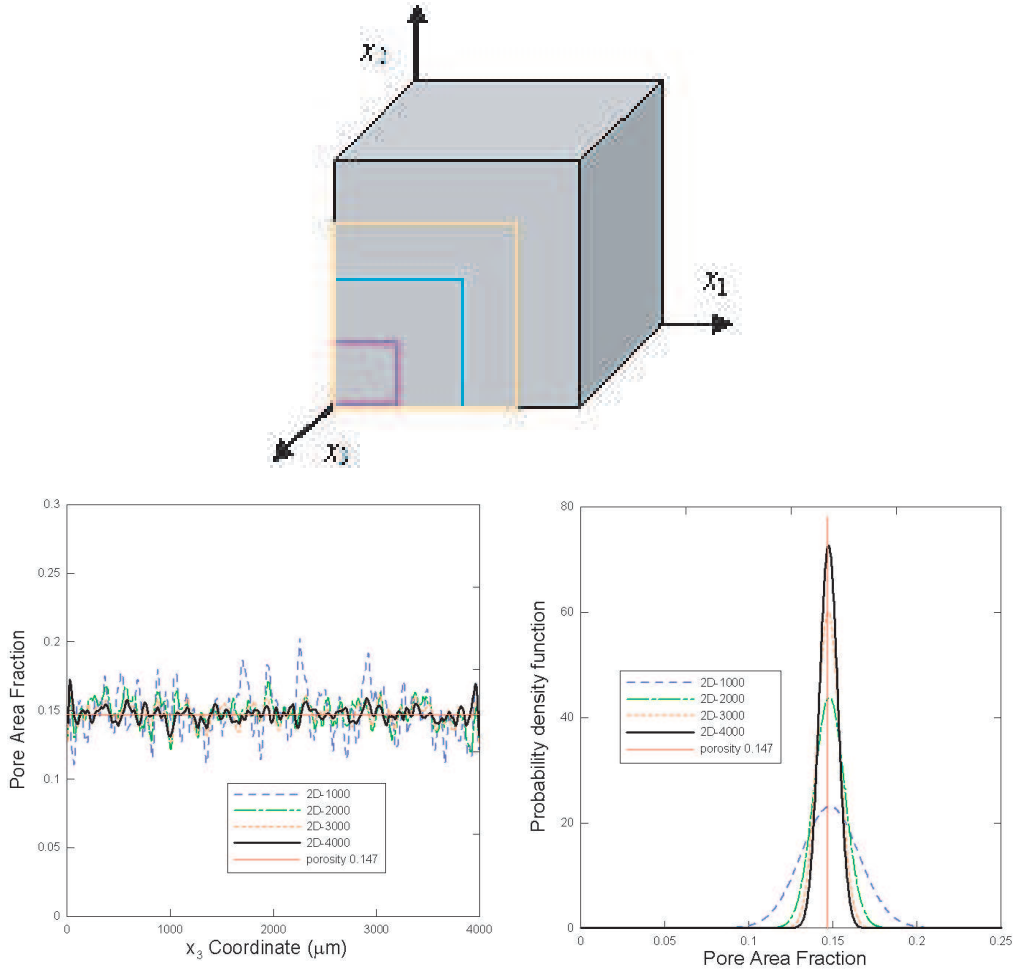 x₂
x₁
x₃
Pore Area Fraction
0.3
0.25
0.2
0.15
0.1
0.05
0
2D-1000
2D-2000
2D-3000
2D-4000
porosity 0.147
0
1000
2000
3000
4000
x₃ Coordinate (μm)
Probability density function
80
60
40
20
0
2D-1000
2D-2000
2D-3000
2D-4000
porosity 0.147
0
0.05
0.1
0.15
0.2
0.25
Pore Area Fraction